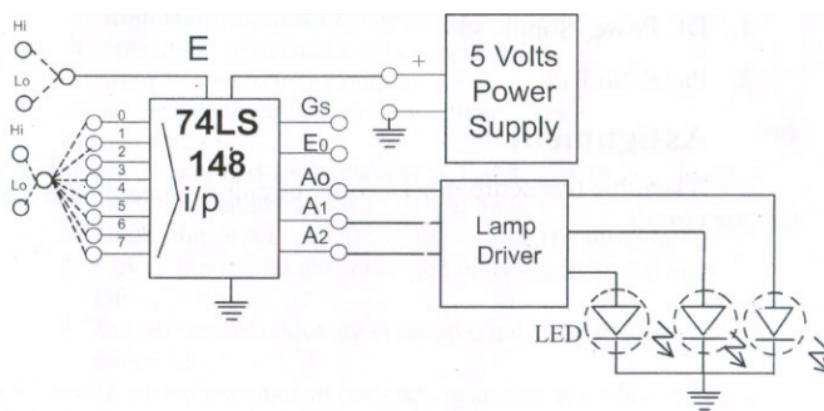 Hi
Lo
Hi
Lo
E
0
1
2
3
4
5
6
7
74LS
148
i/p
Gs
E0
A0
A1
A2
+
5 Volts
Power
Supply
Lamp
Driver
LED